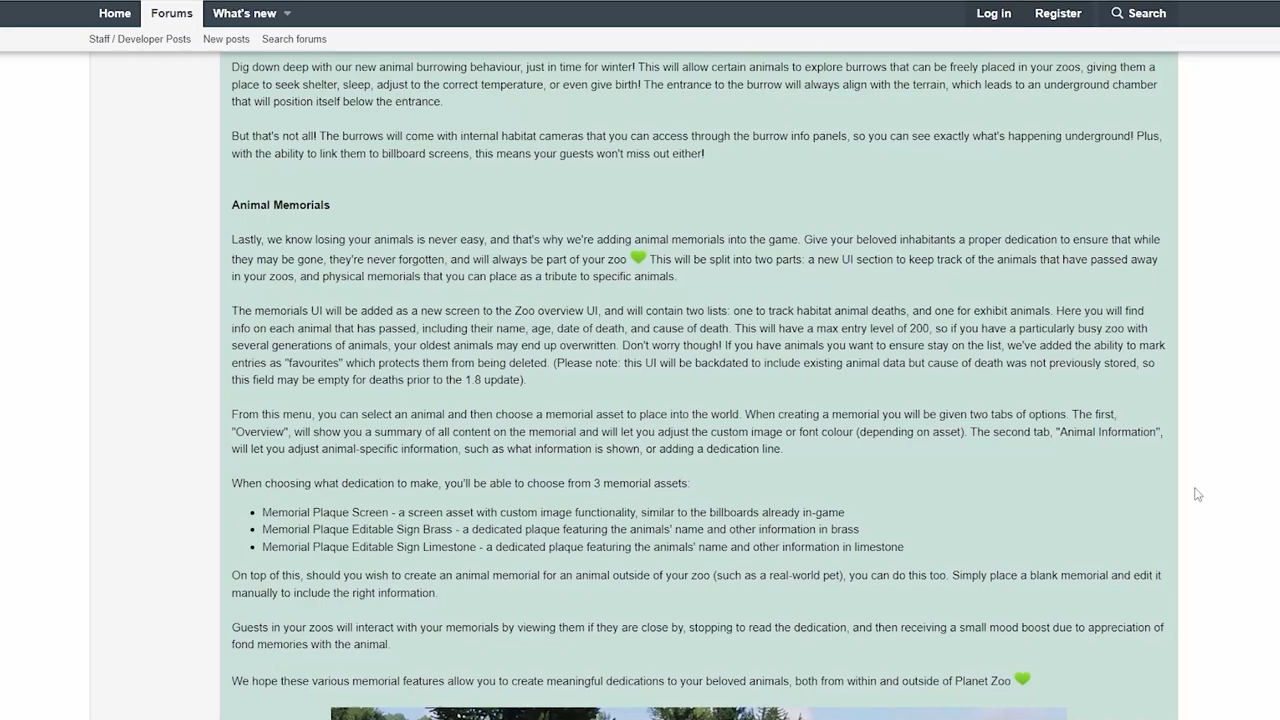 Home Forums What's new Log in Register Search
Staff / Developer Posts New posts Search forums
Dig down deep with our new animal burrowing behaviour, just in time for winter! This will allow certain animals to explore burrows that can be freely placed in your zoos, giving them a
place to seek shelter, sleep, adjust to the correct temperature, or even give birth! The entrance to the burrow will always align with the terrain, which leads to an underground chamber
that will position itself below the entrance.
But that's not all! The burrows will come with internal habitat cameras that you can access through the burrow info panels, so you can see exactly what's happening underground! Plus,
with the ability to link them to billboard screens, this means your guests won't miss out either!
Animal Memorials
Lastly, we know losing your animals is never easy, and that's why we're adding animal memorials into the game. Give your beloved inhabitants a proper dedication to ensure that while
they may be gone, they're never forgotten, and will always be part of your zoo 💚 This will be split into two parts: a new UI section to keep track of the animals that have passed away
in your zoos, and physical memorials that you can place as a tribute to specific animals.
The memorials UI will be added as a new screen to the Zoo overview UI, and will contain two lists: one to track habitat animal deaths, and one for exhibit animals. Here you will find
info on each animal that has passed, including their name, age, date of death, and cause of death. This will have a max entry level of 200, so if you have a particularly busy zoo with
several generations of animals, your oldest animals may end up overwritten. Don't worry though! If you have animals you want to ensure stay on the list, we've added the ability to mark
entries as "favourites" which protects them from being deleted. (Please note: this UI will be backdated to include existing animal data but cause of death was not previously stored, so
this field may be empty for deaths prior to the 1.8 update).
From this menu, you can select an animal and then choose a memorial asset to place into the world. When creating a memorial you will be given two tabs of options. The first,
"Overview", will show you a summary of all content on the memorial and will let you adjust the custom image or font colour (depending on asset). The second tab, "Animal Information",
will let you adjust animal-specific information, such as what information is shown, or adding a dedication line.
When choosing what dedication to make, you'll be able to choose from 3 memorial assets:
• Memorial Plaque Screen - a screen asset with custom image functionality, similar to the billboards already in-game
• Memorial Plaque Editable Sign Brass - a dedicated plaque featuring the animals' name and other information in brass
• Memorial Plaque Editable Sign Limestone - a dedicated plaque featuring the animals' name and other information in limestone
On top of this, should you wish to create an animal memorial for an animal outside of your zoo (such as a real-world pet), you can do this too. Simply place a blank memorial and edit it
manually to include the right information.
Guests in your zoos will interact with your memorials by viewing them if they are close by, stopping to read the dedication, and then receiving a small mood boost due to appreciation of
fond memories with the animal.
We hope these various memorial features allow you to create meaningful dedications to your beloved animals, both from within and outside of Planet Zoo 💚